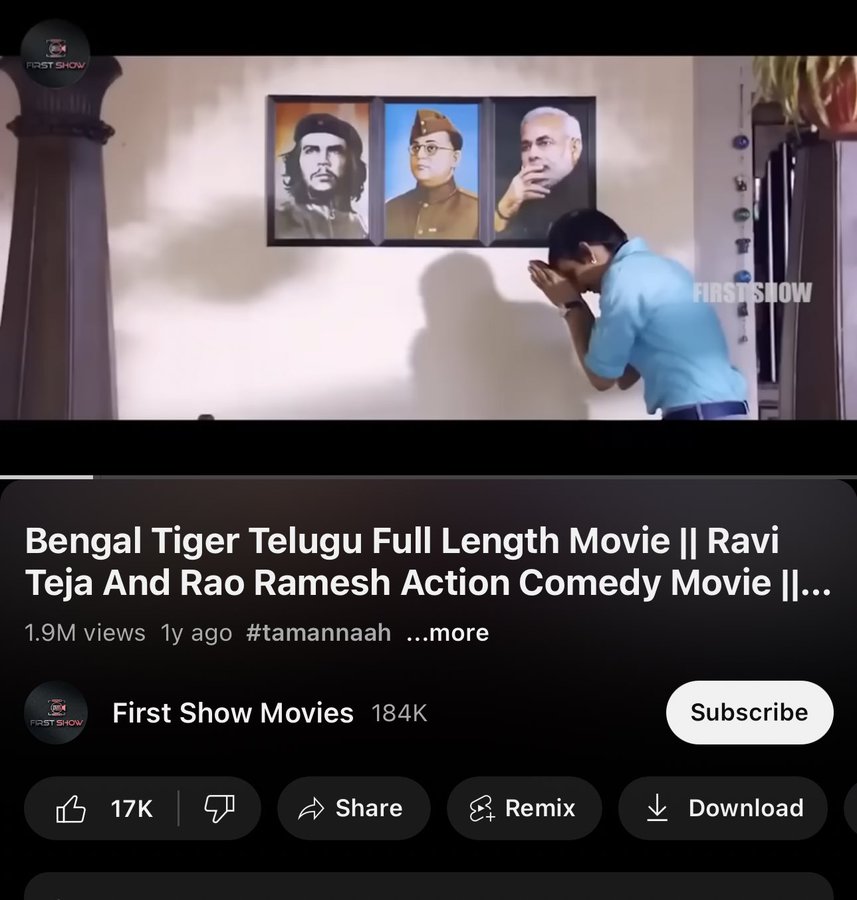 FIRST SHOW
FIRST SHOW
Bengal Tiger Telugu Full Length Movie || Ravi
Teja And Rao Ramesh Action Comedy Movie ||...
1.9M views 1y ago #tamannaah ...more
FIRST SHOW
First Show Movies 184K
Subscribe
17K
Share
Remix
Download